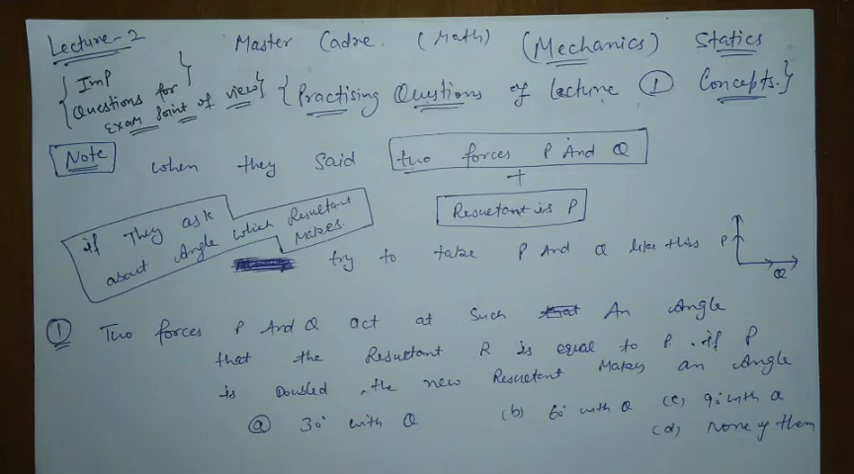 Lecture-2 Master Cadre. (Math) (Mechanics) Statics
{Imp Questions for Exam Point of view} {Practising Questions of Lecture ① Concepts.}
Note when they said two forces P And Q
+
Resultant is P
if They ask about Angle which Resultant Makes.
try to take P And Q like this P
Q
① Two forces P And Q act at such An Angle
that the Resultant R is equal to P. if P
is Doubled, the new Resultant Makes an Angle
(a) 30° with Q (b) 60° with Q (c) 90° with Q
(d) None of them